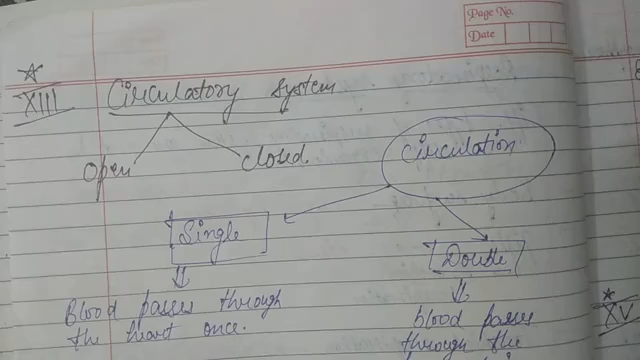 Page No.
Date
XIII
Circulatory System
Open
Closed.
Circulation
Single
Double
Blood passes through
the heart once.
blood passes
through the
XV